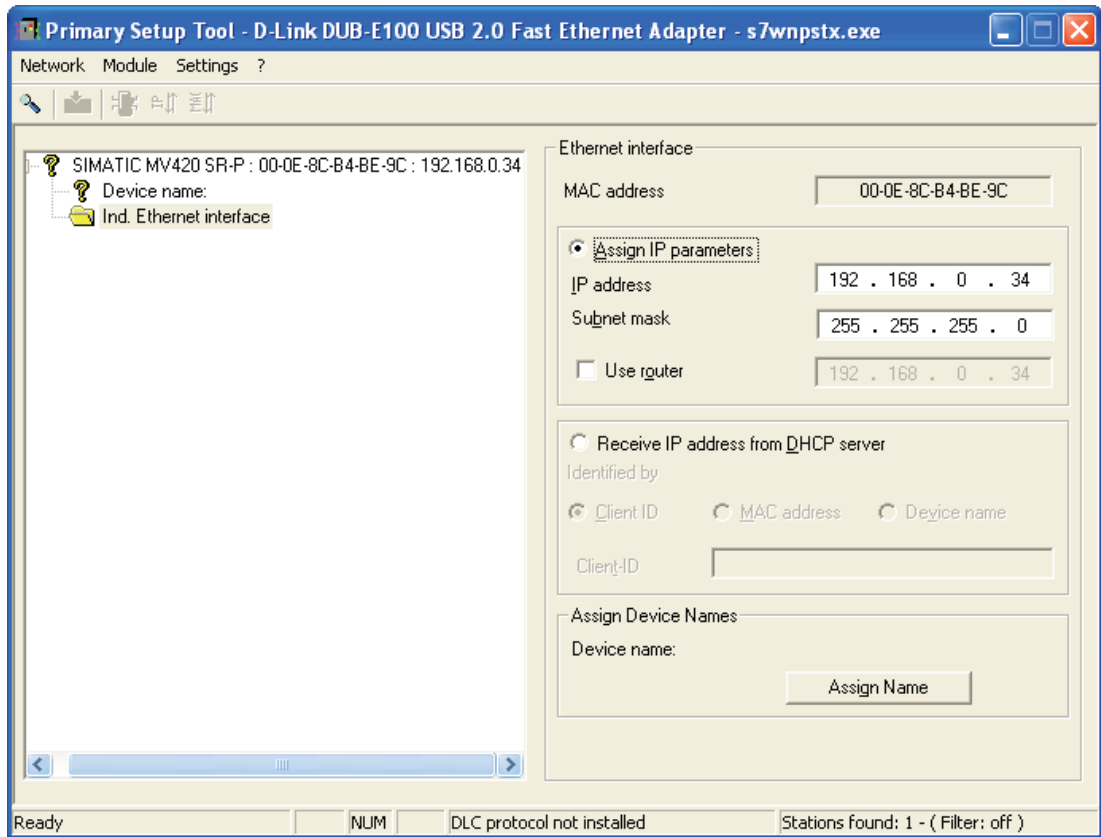 Primary Setup Tool - D-Link DUB-E100 USB 2.0 Fast Ethernet Adapter - s7wnpstx.exe
Network Module Settings ?
SIMATIC MV420 SR-P : 00-0E-8C-B4-BE-9C : 192.168.0.34
Device name:
Ind. Ethernet interface
Ethernet interface
MAC address 00-0E-8C-B4-BE-9C
Assign IP parameters
IP address 192 . 168 . 0 . 34
Subnet mask 255 . 255 . 255 . 0
Use router 192 . 168 . 0 . 34
Receive IP address from DHCP server
Identified by
Client ID MAC address Device name
Client-ID
Assign Device Names
Device name:
Assign Name
Ready NUM DLC protocol not installed Stations found: 1 - ( Filter: off )